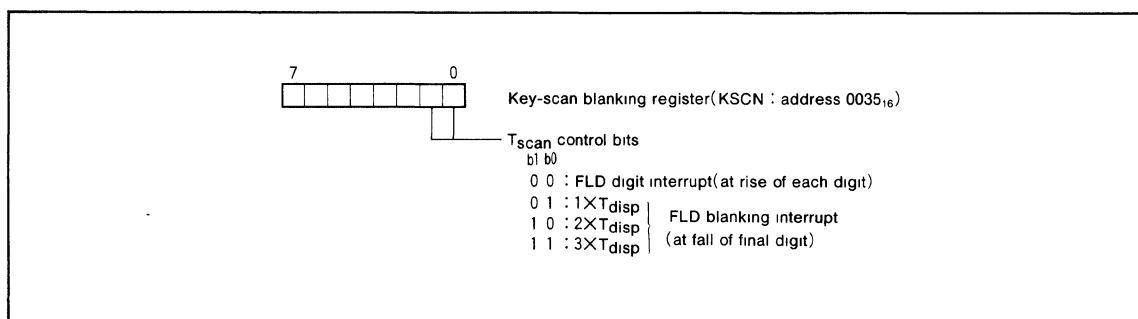 7 0
Key-scan blanking register(KSCN : address 0035₁₆)
Tscan control bits
b1 b0
0 0 : FLD digit interrupt(at rise of each digit)
0 1 : 1×Tdisp
1 0 : 2×Tdisp
1 1 : 3×Tdisp
FLD blanking interrupt
(at fall of final digit)